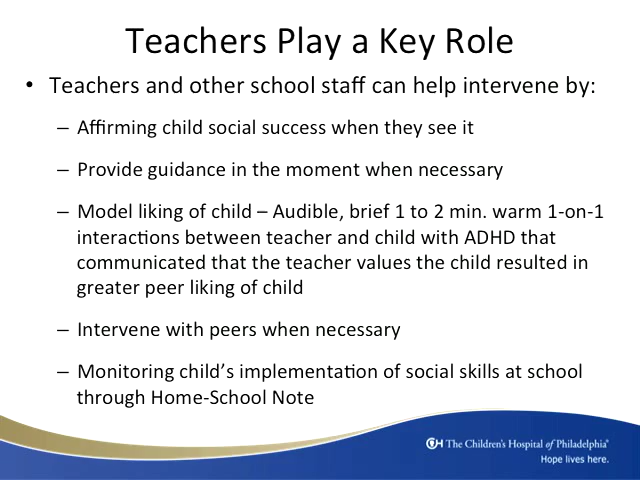 Teachers Play a Key Role
• Teachers and other school staff can help intervene by:
– Affirming child social success when they see it
– Provide guidance in the moment when necessary
– Model liking of child – Audible, brief 1 to 2 min. warm 1-on-1
interactions between teacher and child with ADHD that
communicated that the teacher values the child resulted in
greater peer liking of child
– Intervene with peers when necessary
– Monitoring child's implementation of social skills at school
through Home-School Note
CH The Children's Hospital of Philadelphia®
Hope lives here.